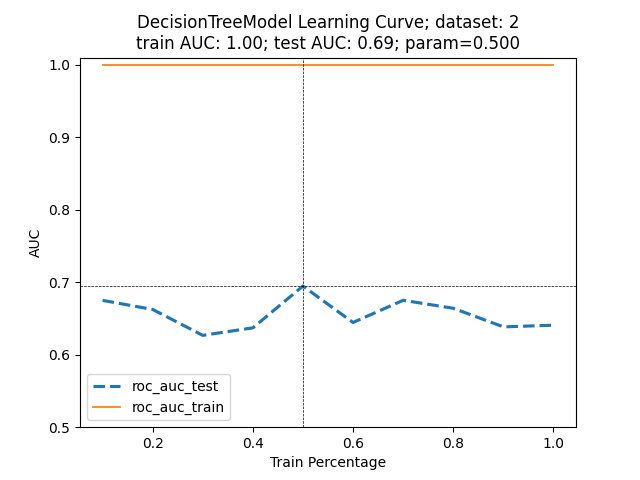 DecisionTreeModel Learning Curve; dataset: 2
train AUC: 1.00; test AUC: 0.69; param=0.500
1.0
0.9
0.8
0.7
0.6
0.5
AUC
roc_auc_test
roc_auc_train
0.2
0.4
0.6
0.8
1.0
Train Percentage